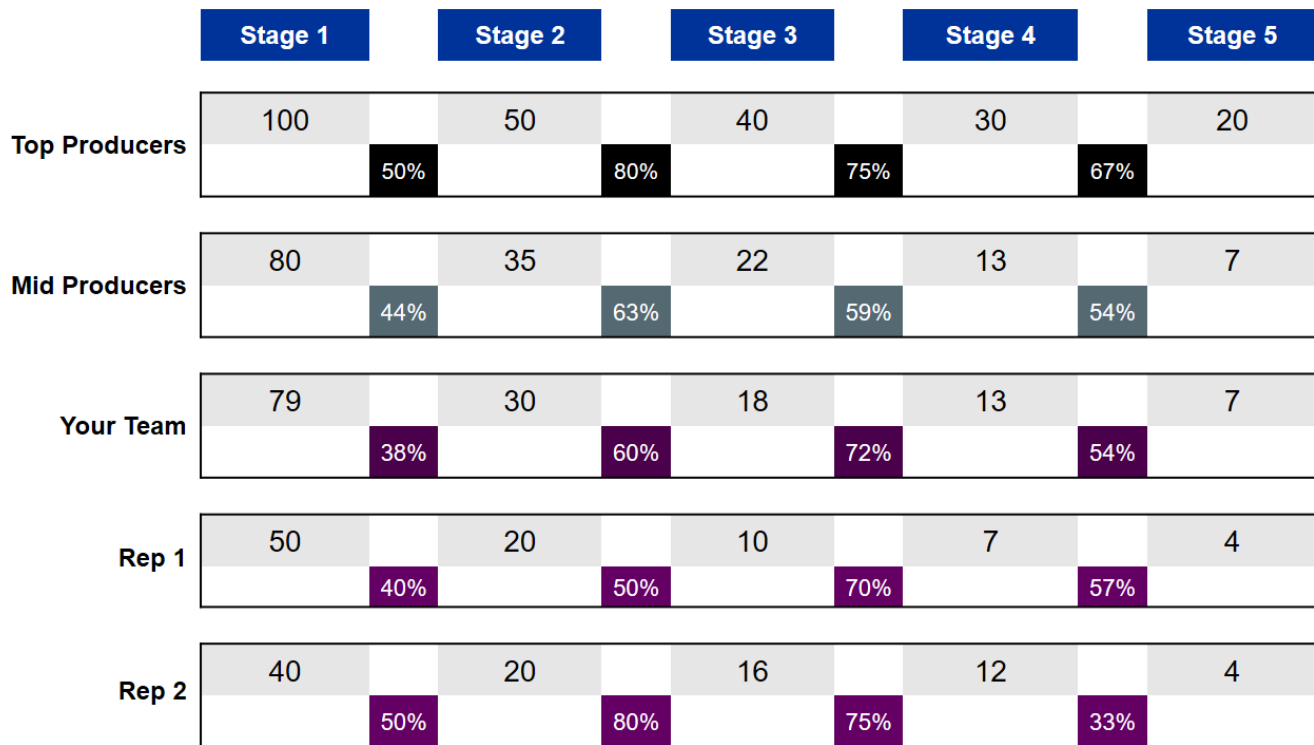 Stage 1 Stage 2 Stage 3 Stage 4 Stage 5
Top Producers
100 50 40 30 20
50% 80% 75% 67%
Mid Producers
80 35 22 13 7
44% 63% 59% 54%
Your Team
79 30 18 13 7
38% 60% 72% 54%
Rep 1
50 20 10 7 4
40% 50% 70% 57%
Rep 2
40 20 16 12 4
50% 80% 75% 33%